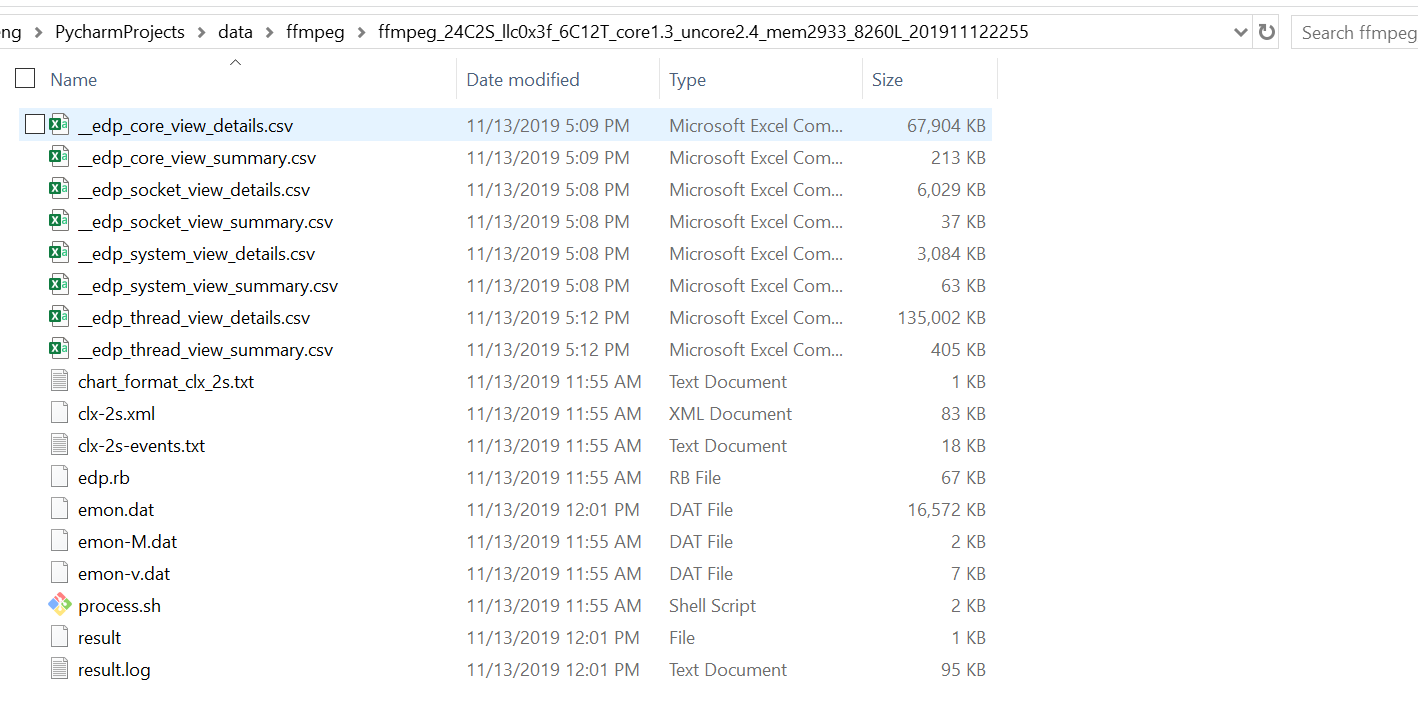 ng > PycharmProjects > data > ffmpeg > ffmpeg_24C2S_llc0x3f_6C12T_core1.3_uncore2.4_mem2933_8260L_201911122255 Search ffmpeg
Name Date modified Type Size
__edp_core_view_details.csv 11/13/2019 5:09 PM Microsoft Excel Com... 67,904 KB
__edp_core_view_summary.csv 11/13/2019 5:09 PM Microsoft Excel Com... 213 KB
__edp_socket_view_details.csv 11/13/2019 5:08 PM Microsoft Excel Com... 6,029 KB
__edp_socket_view_summary.csv 11/13/2019 5:08 PM Microsoft Excel Com... 37 KB
__edp_system_view_details.csv 11/13/2019 5:08 PM Microsoft Excel Com... 3,084 KB
__edp_system_view_summary.csv 11/13/2019 5:08 PM Microsoft Excel Com... 63 KB
__edp_thread_view_details.csv 11/13/2019 5:12 PM Microsoft Excel Com... 135,002 KB
__edp_thread_view_summary.csv 11/13/2019 5:12 PM Microsoft Excel Com... 405 KB
chart_format_clx_2s.txt 11/13/2019 11:55 AM Text Document 1 KB
clx-2s.xml 11/13/2019 11:55 AM XML Document 83 KB
clx-2s-events.txt 11/13/2019 11:55 AM Text Document 18 KB
edp.rb 11/13/2019 11:55 AM RB File 67 KB
emon.dat 11/13/2019 12:01 PM DAT File 16,572 KB
emon-M.dat 11/13/2019 11:55 AM DAT File 2 KB
emon-v.dat 11/13/2019 11:55 AM DAT File 7 KB
process.sh 11/13/2019 11:55 AM Shell Script 2 KB
result 11/13/2019 12:01 PM File 1 KB
result.log 11/13/2019 12:01 PM Text Document 95 KB